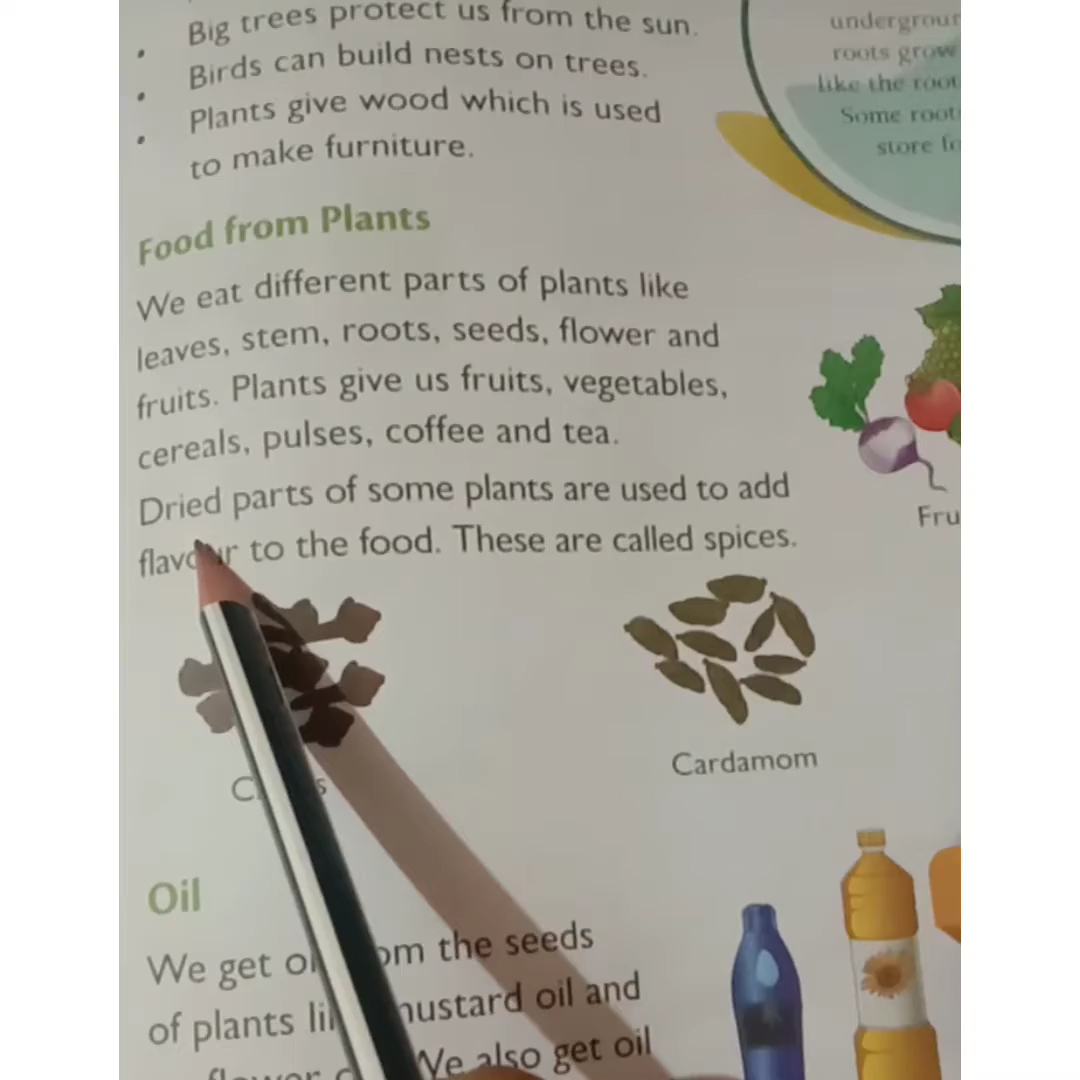 • Big trees protect us from the sun.
• Birds can build nests on trees.
• Plants give wood which is used
to make furniture.
roots grow
like the root
Some root
store
Food from Plants
We eat different parts of plants like
leaves, stem, roots, seeds, flower and
fruits. Plants give us fruits, vegetables,
cereals, pulses, coffee and tea.
Dried parts of some plants are used to add
flavour to the food. These are called spices.
Fru
Cardamom
Oil
We get from the seeds
of plants mustard oil and
We also get oil